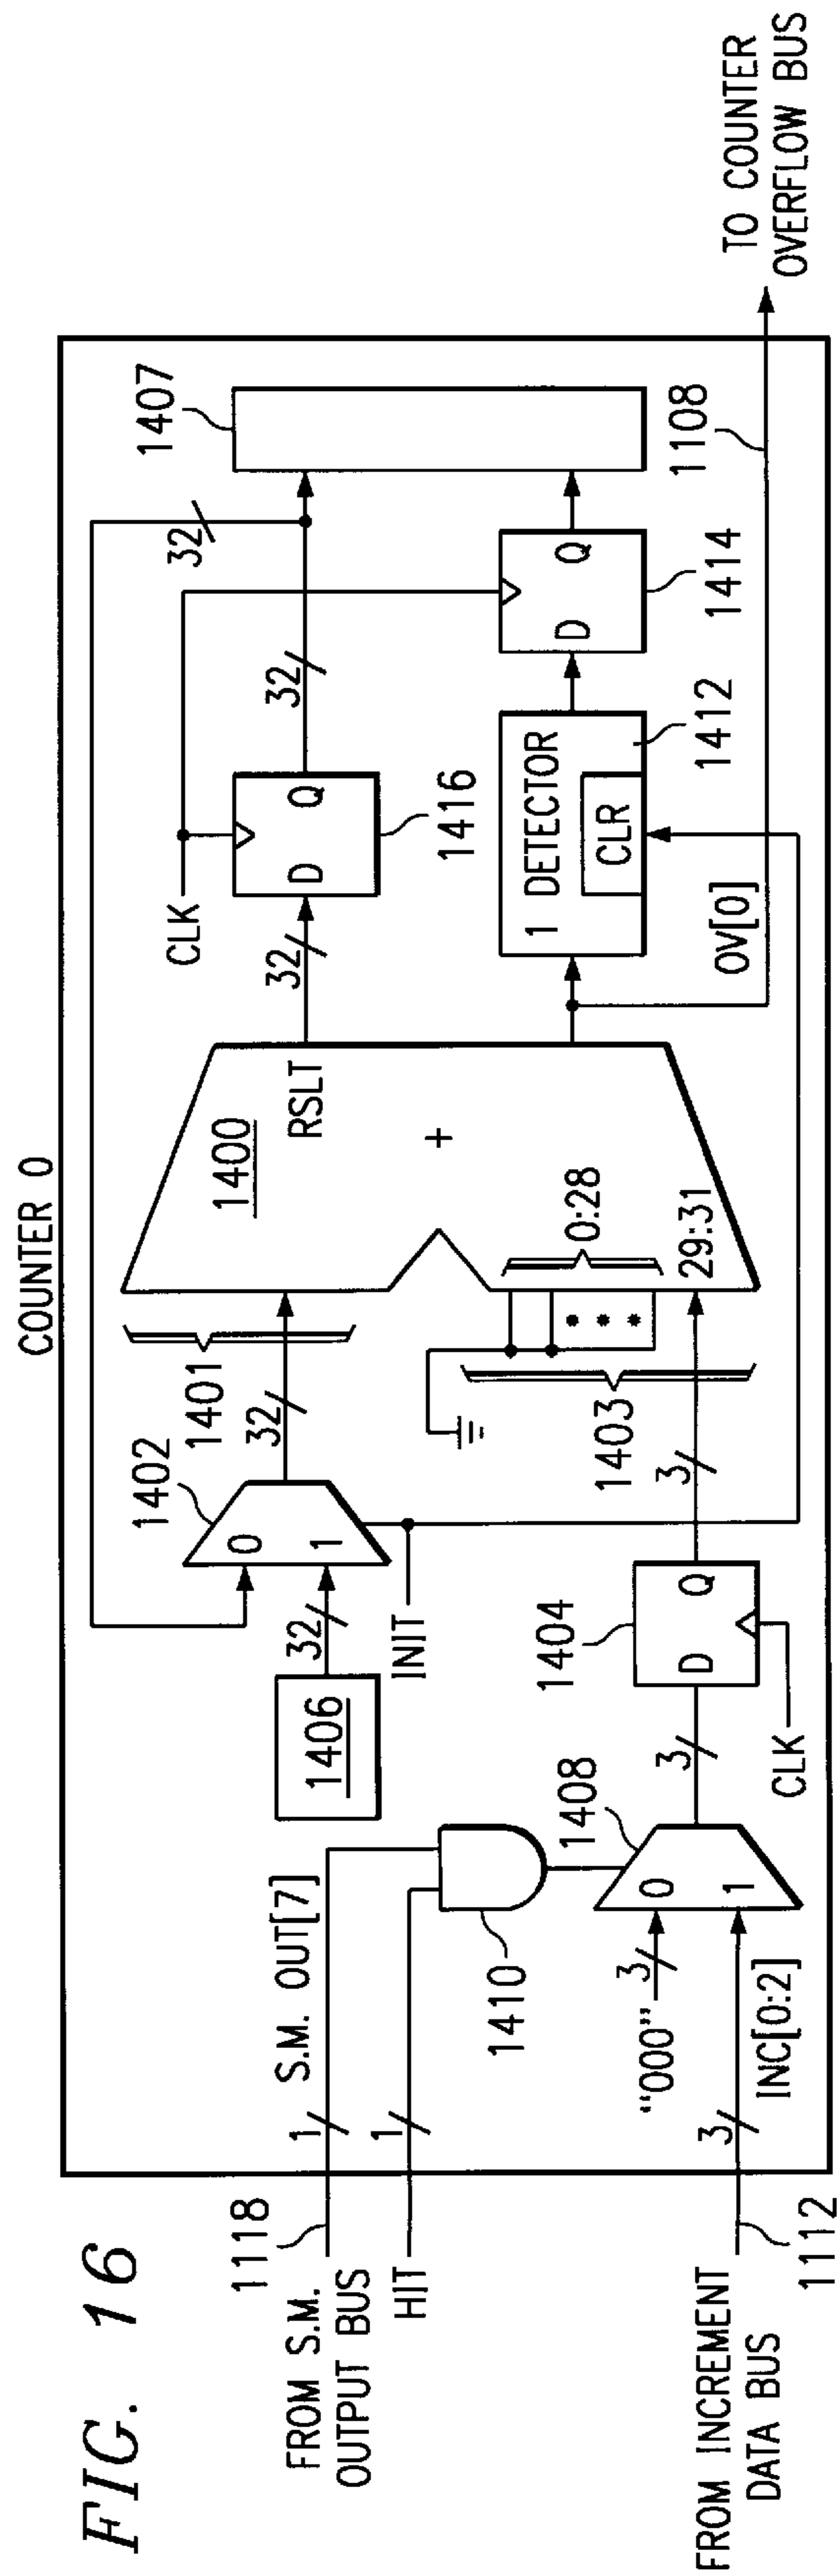 FIG. 16
COUNTER 0
FROM S.M.
OUTPUT BUS
1118
1
S.M. OUT[7]
HIT
1
1410
FROM INCREMENT
DATA BUS
1112
3
INC[0:2]
"000"
3
0
1
1408
3
CLK
D
Q
1404
3
1406
32
INIT
0
1
1402
32
1401
1403
0:28
29:31
1400
+
RSLT
32
CLK
D
Q
1416
32
32
OV[0]
1 DETECTOR
CLR
1412
D
Q
1414
1407
1108
TO COUNTER
OVERFLOW BUS